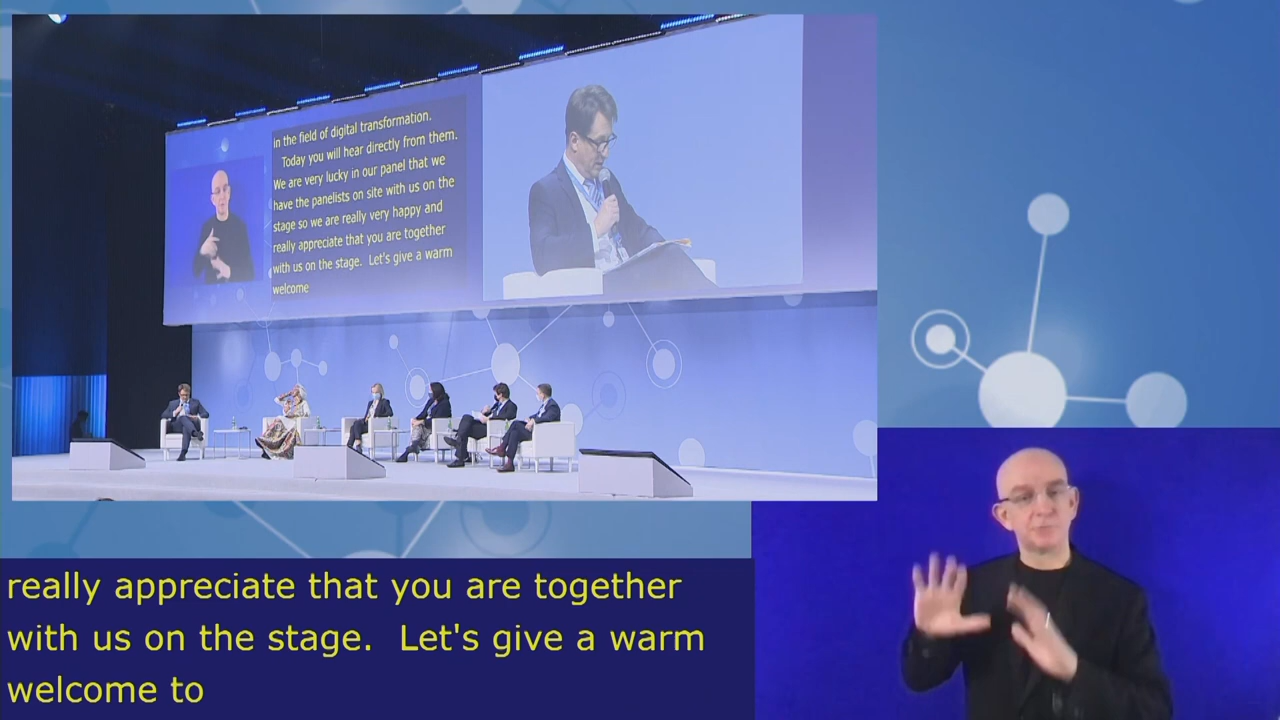 in the field of digital transformation.
Today you will hear directly from them.
We are very lucky in our panel that we
have the panelists on site with us on the
stage so we are really very happy and
really appreciate that you are together
with us on the stage.  Let's give a warm
welcome
really appreciate that you are together
with us on the stage.  Let's give a warm
welcome to